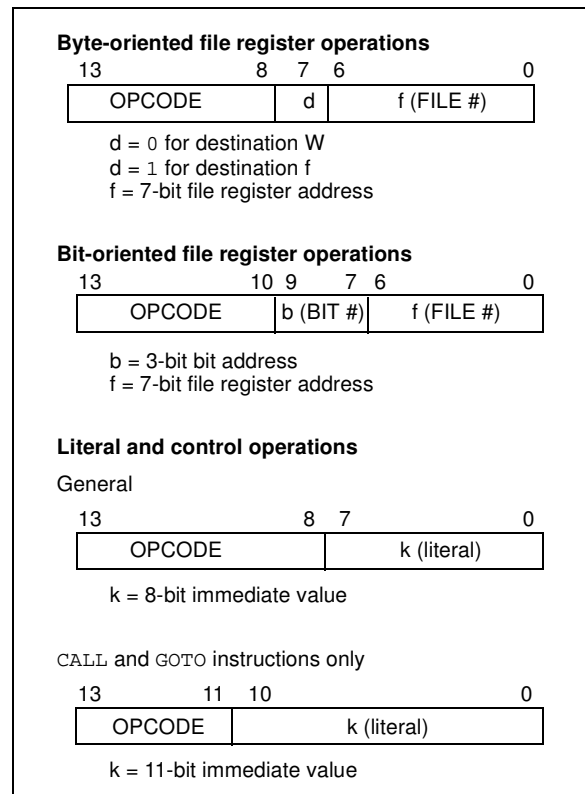 Byte-oriented file register operations
13 8 7 6 0
OPCODE d f (FILE #)
d = 0 for destination W
d = 1 for destination f
f = 7-bit file register address
Bit-oriented file register operations
13 10 9 7 6 0
OPCODE b (BIT #) f (FILE #)
b = 3-bit bit address
f = 7-bit file register address
Literal and control operations
General
13 8 7 0
OPCODE k (literal)
k = 8-bit immediate value
CALL and GOTO instructions only
13 11 10 0
OPCODE k (literal)
k = 11-bit immediate value